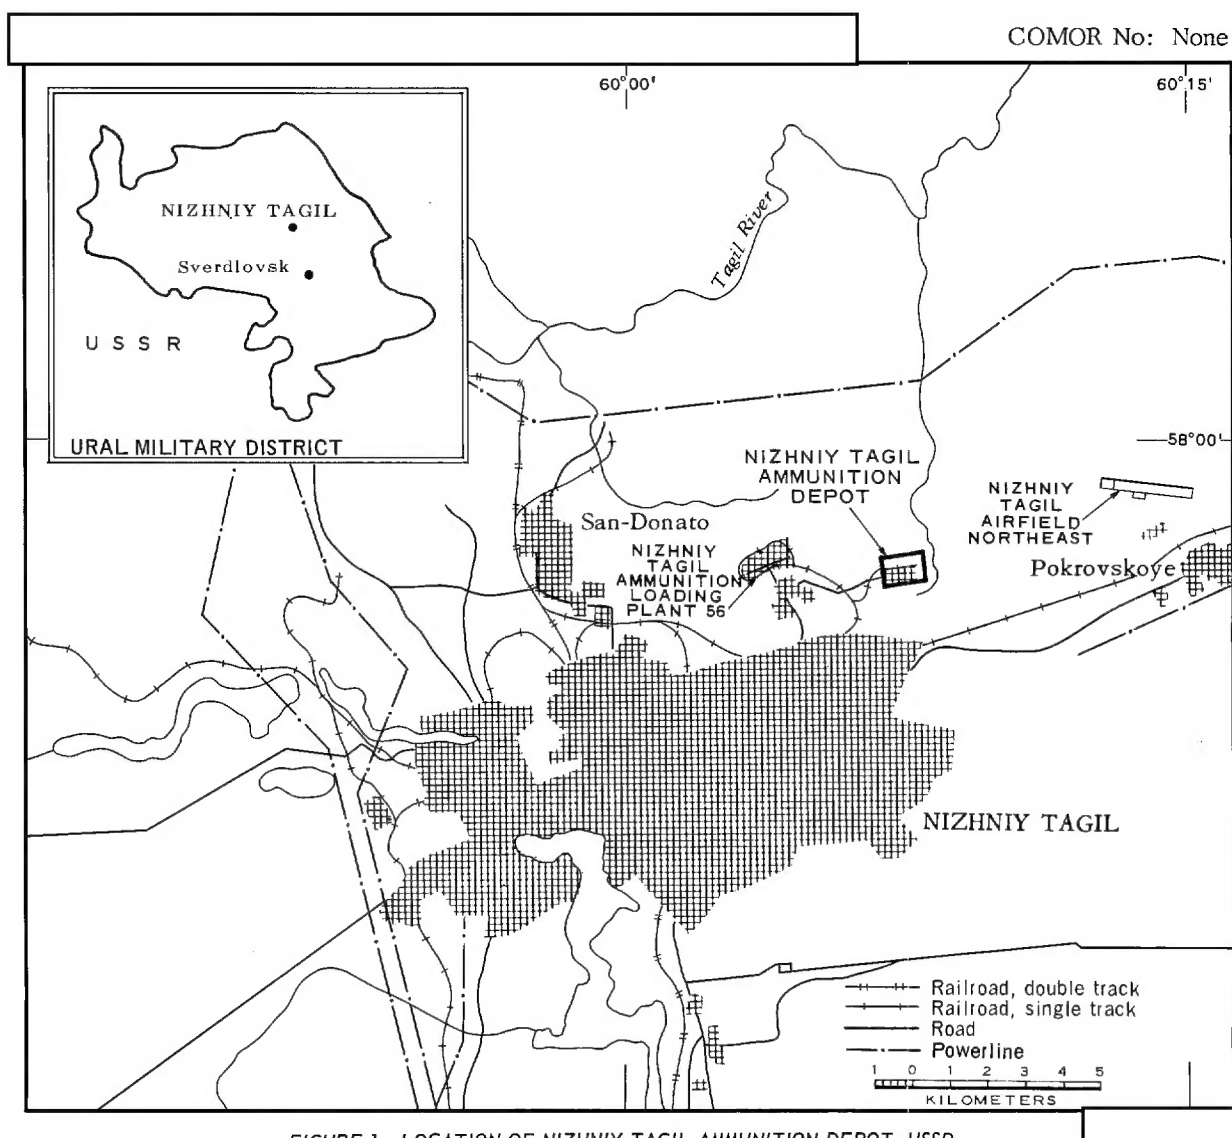 COMOR No: None
60°00'
60°15'
NIZHNIY TAGIL
Sverdlovsk
USSR
URAL MILITARY DISTRICT
Tagil River
58°00'
NIZHNIY TAGIL
AMMUNITION
DEPOT
NIZHNIY
TAGIL
AIRFIELD
NORTHEAST
San-Donato
NIZHNIY
TAGIL
AMMUNITION
LOADING
PLANT 56
Pokrovskoye
NIZHNIY TAGIL
Railroad, double track
Railroad, single track
Road
Powerline
1 0 1 2 3 4 5
KILOMETERS
FIGURE 1. LOCATION OF NIZHNIY TAGIL AMMUNITION DEPOT, USSR